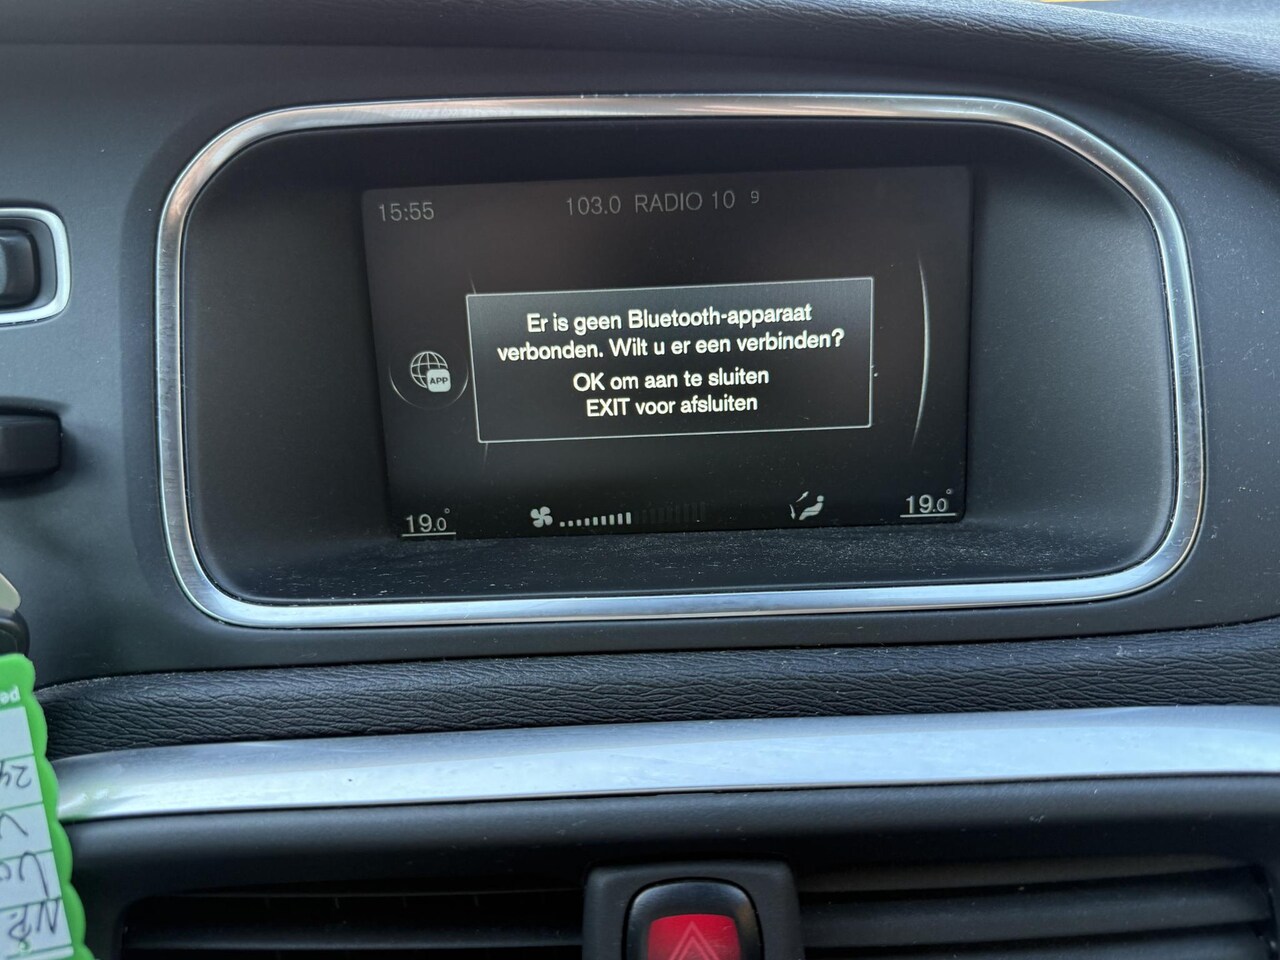 15:55
103.0 RADIO 10 9
Er is geen Bluetooth-apparaat
verbonden. Wilt u er een verbinden?
OK om aan te sluiten
EXIT voor afsluiten
APP
19.0°
19.0°